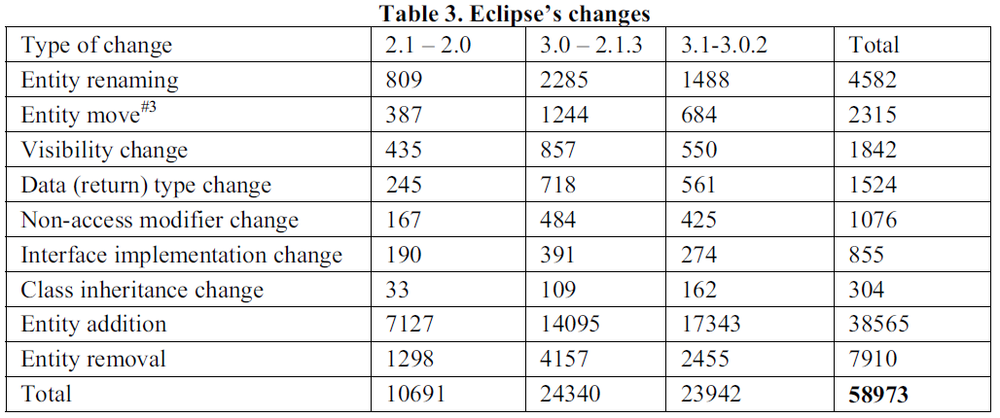 Table 3. Eclipse's changes
Type of change 2.1 – 2.0 3.0 – 2.1.3 3.1-3.0.2 Total
Entity renaming 809 2285 1488 4582
Entity move#3 387 1244 684 2315
Visibility change 435 857 550 1842
Data (return) type change 245 718 561 1524
Non-access modifier change 167 484 425 1076
Interface implementation change 190 391 274 855
Class inheritance change 33 109 162 304
Entity addition 7127 14095 17343 38565
Entity removal 1298 4157 2455 7910
Total 10691 24340 23942 58973